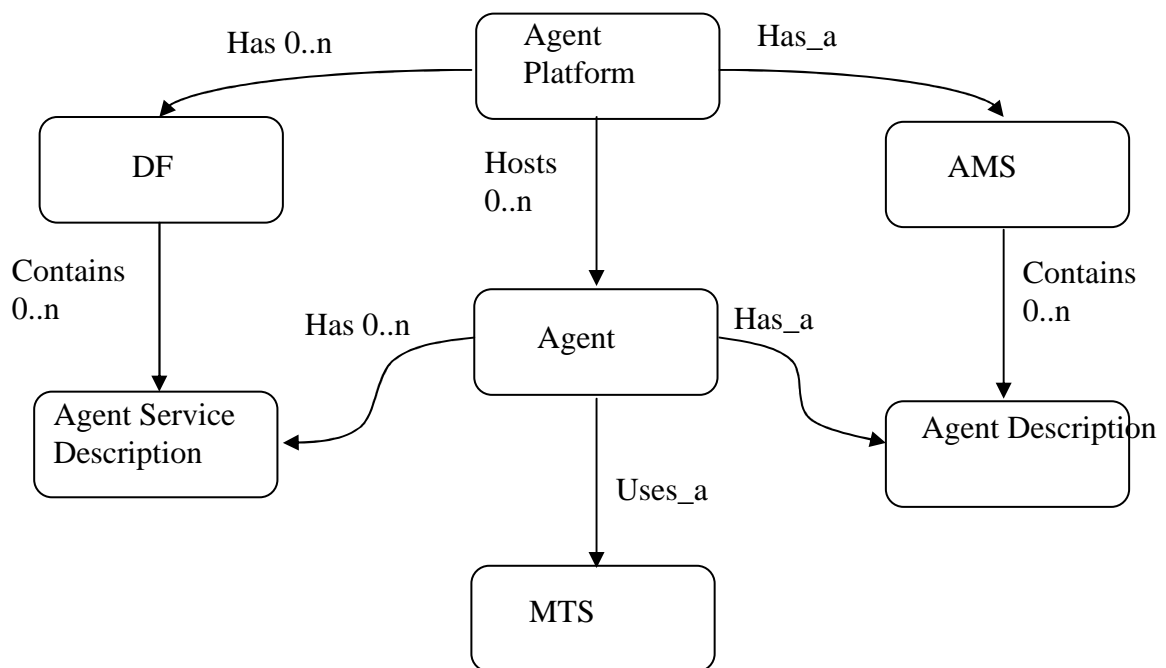 Has 0..n
Agent
Platform
Has_a
DF
Hosts
0..n
AMS
Contains
0..n
Contains
0..n
Has 0..n
Agent
Has_a
Agent Service
Description
Agent Description
Uses_a
MTS